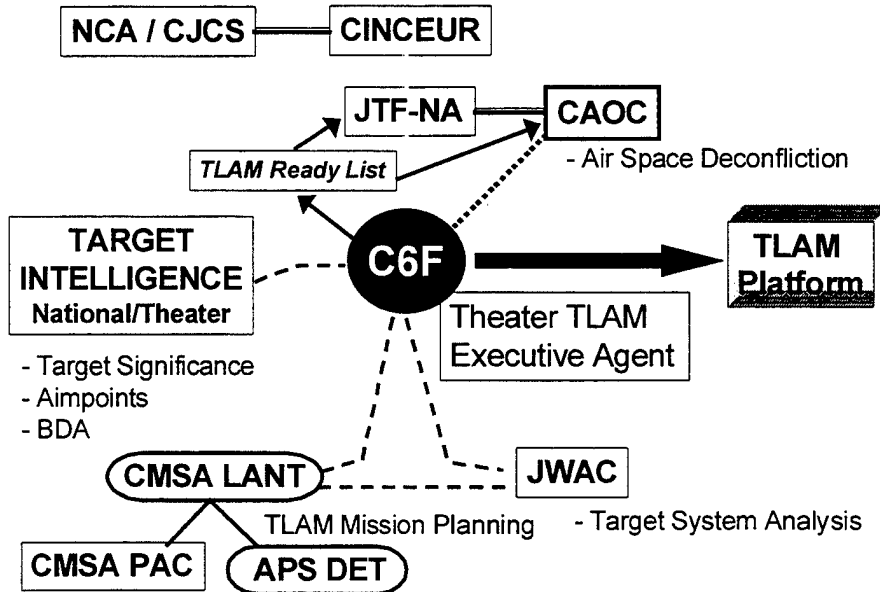 NCA / CJCS
CINCEUR
JTF-NA
CAOC
TLAM Ready List
- Air Space Deconfliction
TARGET
INTELLIGENCE
National/Theater
C6F
TLAM
Platform
Theater TLAM
Executive Agent
- Target Significance
- Aimpoints
- BDA
CMSA LANT
JWAC
TLAM Mission Planning
- Target System Analysis
CMSA PAC
APS DET